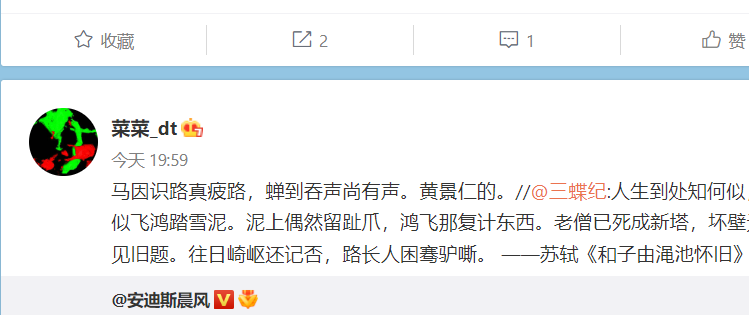 收藏 2 1 赞
菜菜_dt
今天 19:59
马因识路真疲路，蝉到吞声尚有声。黄景仁的。//@三蝶纪:人生到处知何似，
似飞鸿踏雪泥。泥上偶然留趾爪，鸿飞那复计东西。老僧已死成新塔，坏壁
见旧题。往日崎岖还记否，路长人困蹇驴嘶。 ——苏轼《和子由渑池怀旧》
@安迪斯晨风